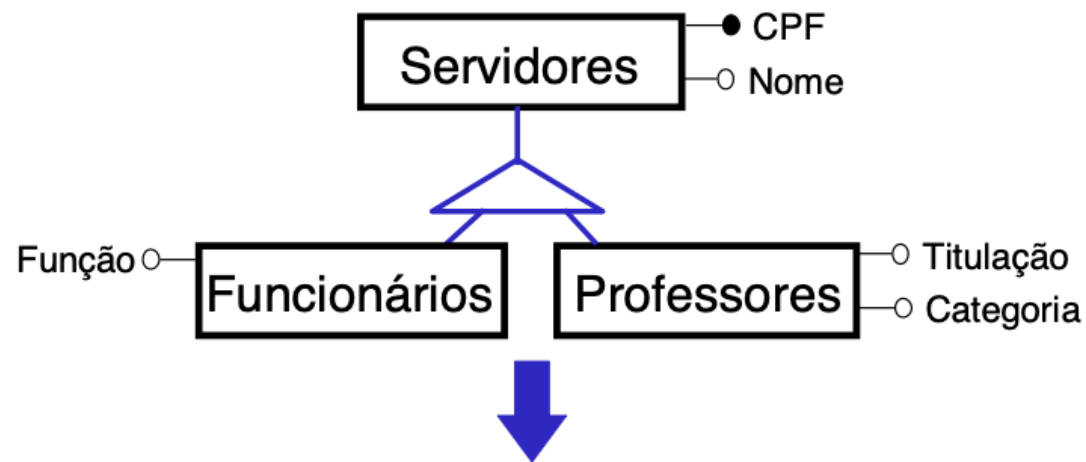 Servidores
CPF
Nome
Função
Funcionários
Professores
Titulação
Categoria